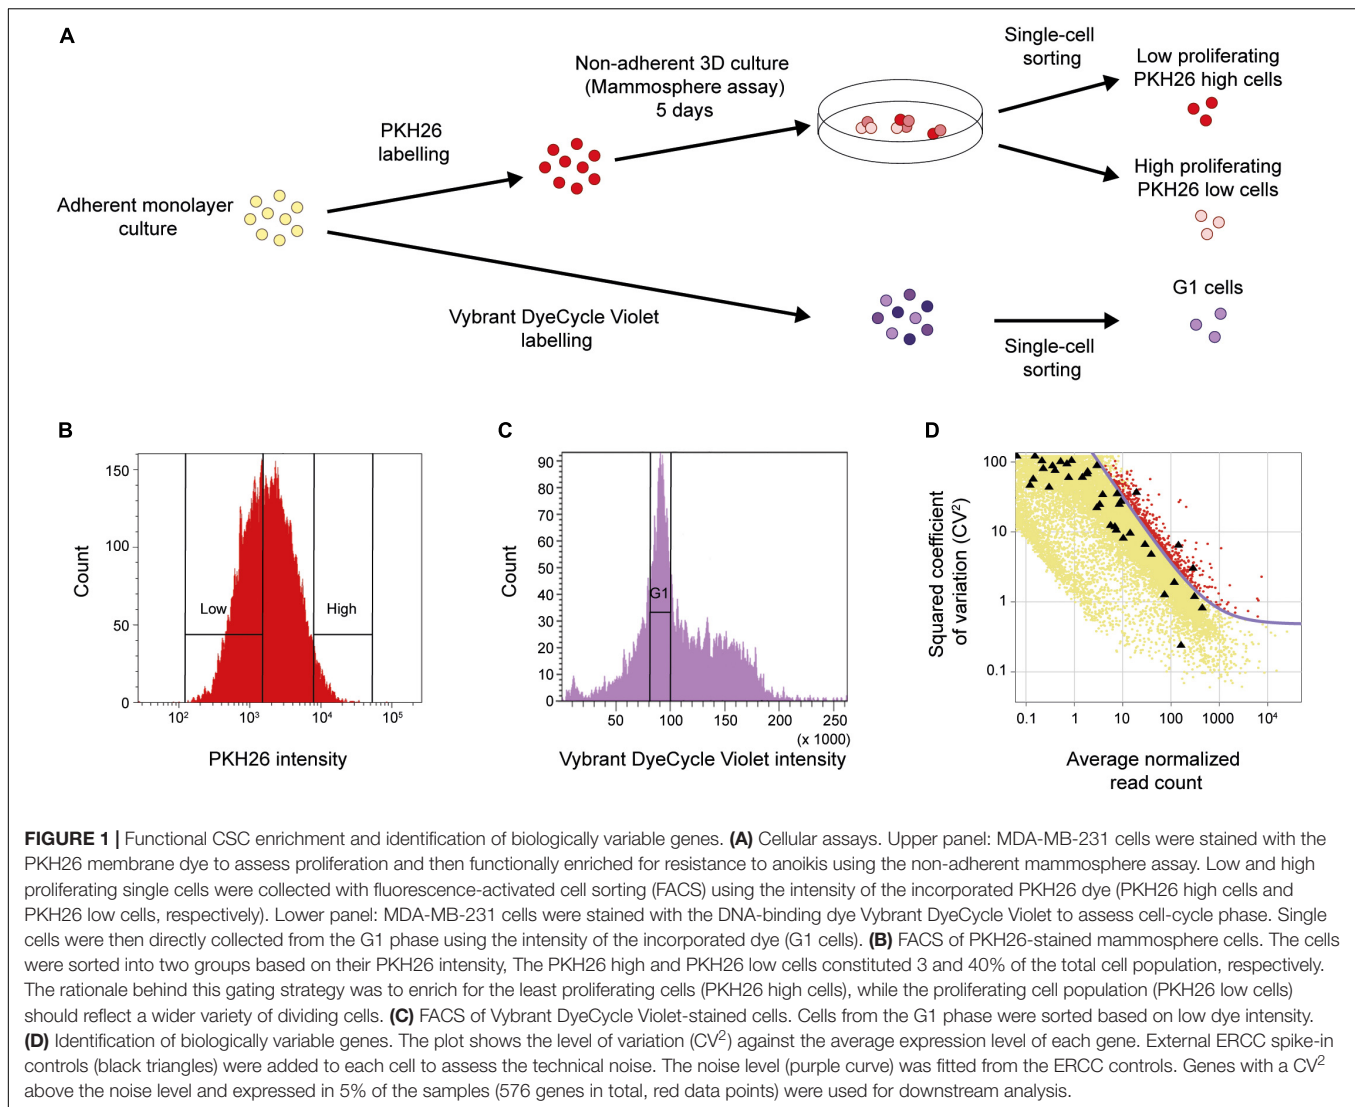 A
Adherent monolayer
culture
PKH26
labelling
Non-adherent 3D culture
(Mammosphere assay)
5 days
Single-cell
sorting
Low proliferating
PKH26 high cells
High proliferating
PKH26 low cells
Vybrant DyeCycle Violet
labelling
Single-cell
sorting
G1 cells
B
Count
150
100
50
0
Low
High
10²
10³
10⁴
10⁵
PKH26 intensity
C
Count
90
80
70
60
50
40
30
20
10
0
G1
50
100
150
200
250
(x 1000)
Vybrant DyeCycle Violet intensity
D
Squared coefficient
of variation (CV²)
100
10
1
0.1
0.1
1
10
100
1000
10⁴
Average normalized
read count
FIGURE 1 | Functional CSC enrichment and identification of biologically variable genes. (A) Cellular assays. Upper panel: MDA-MB-231 cells were stained with the
PKH26 membrane dye to assess proliferation and then functionally enriched for resistance to anoikis using the non-adherent mammosphere assay. Low and high
proliferating single cells were collected with fluorescence-activated cell sorting (FACS) using the intensity of the incorporated PKH26 dye (PKH26 high cells and
PKH26 low cells, respectively). Lower panel: MDA-MB-231 cells were stained with the DNA-binding dye Vybrant DyeCycle Violet to assess cell-cycle phase. Single
cells were then directly collected from the G1 phase using the intensity of the incorporated dye (G1 cells). (B) FACS of PKH26-stained mammosphere cells. The cells
were sorted into two groups based on their PKH26 intensity, The PKH26 high and PKH26 low cells constituted 3 and 40% of the total cell population, respectively.
The rationale behind this gating strategy was to enrich for the least proliferating cells (PKH26 high cells), while the proliferating cell population (PKH26 low cells)
should reflect a wider variety of dividing cells. (C) FACS of Vybrant DyeCycle Violet-stained cells. Cells from the G1 phase were sorted based on low dye intensity.
(D) Identification of biologically variable genes. The plot shows the level of variation (CV²) against the average expression level of each gene. External ERCC spike-in
controls (black triangles) were added to each cell to assess the technical noise. The noise level (purple curve) was fitted from the ERCC controls. Genes with a CV²
above the noise level and expressed in 5% of the samples (576 genes in total, red data points) were used for downstream analysis.